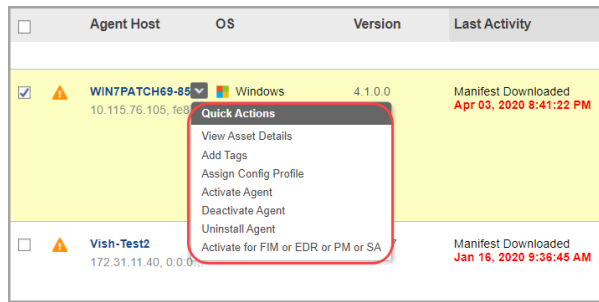 Agent Host OS Version Last Activity
WIN7PATCH69-85 Windows 4.1.0.0 Manifest Downloaded
10.115.76.105, fe8 Apr 03, 2020 8:41:22 PM
Quick Actions
View Asset Details
Add Tags
Assign Config Profile
Activate Agent
Deactivate Agent
Uninstall Agent
Activate for FIM or EDR or PM or SA
Vish-Test2 7 Manifest Downloaded
172.31.11.40, 0:0:0... Jan 16, 2020 9:36:45 AM